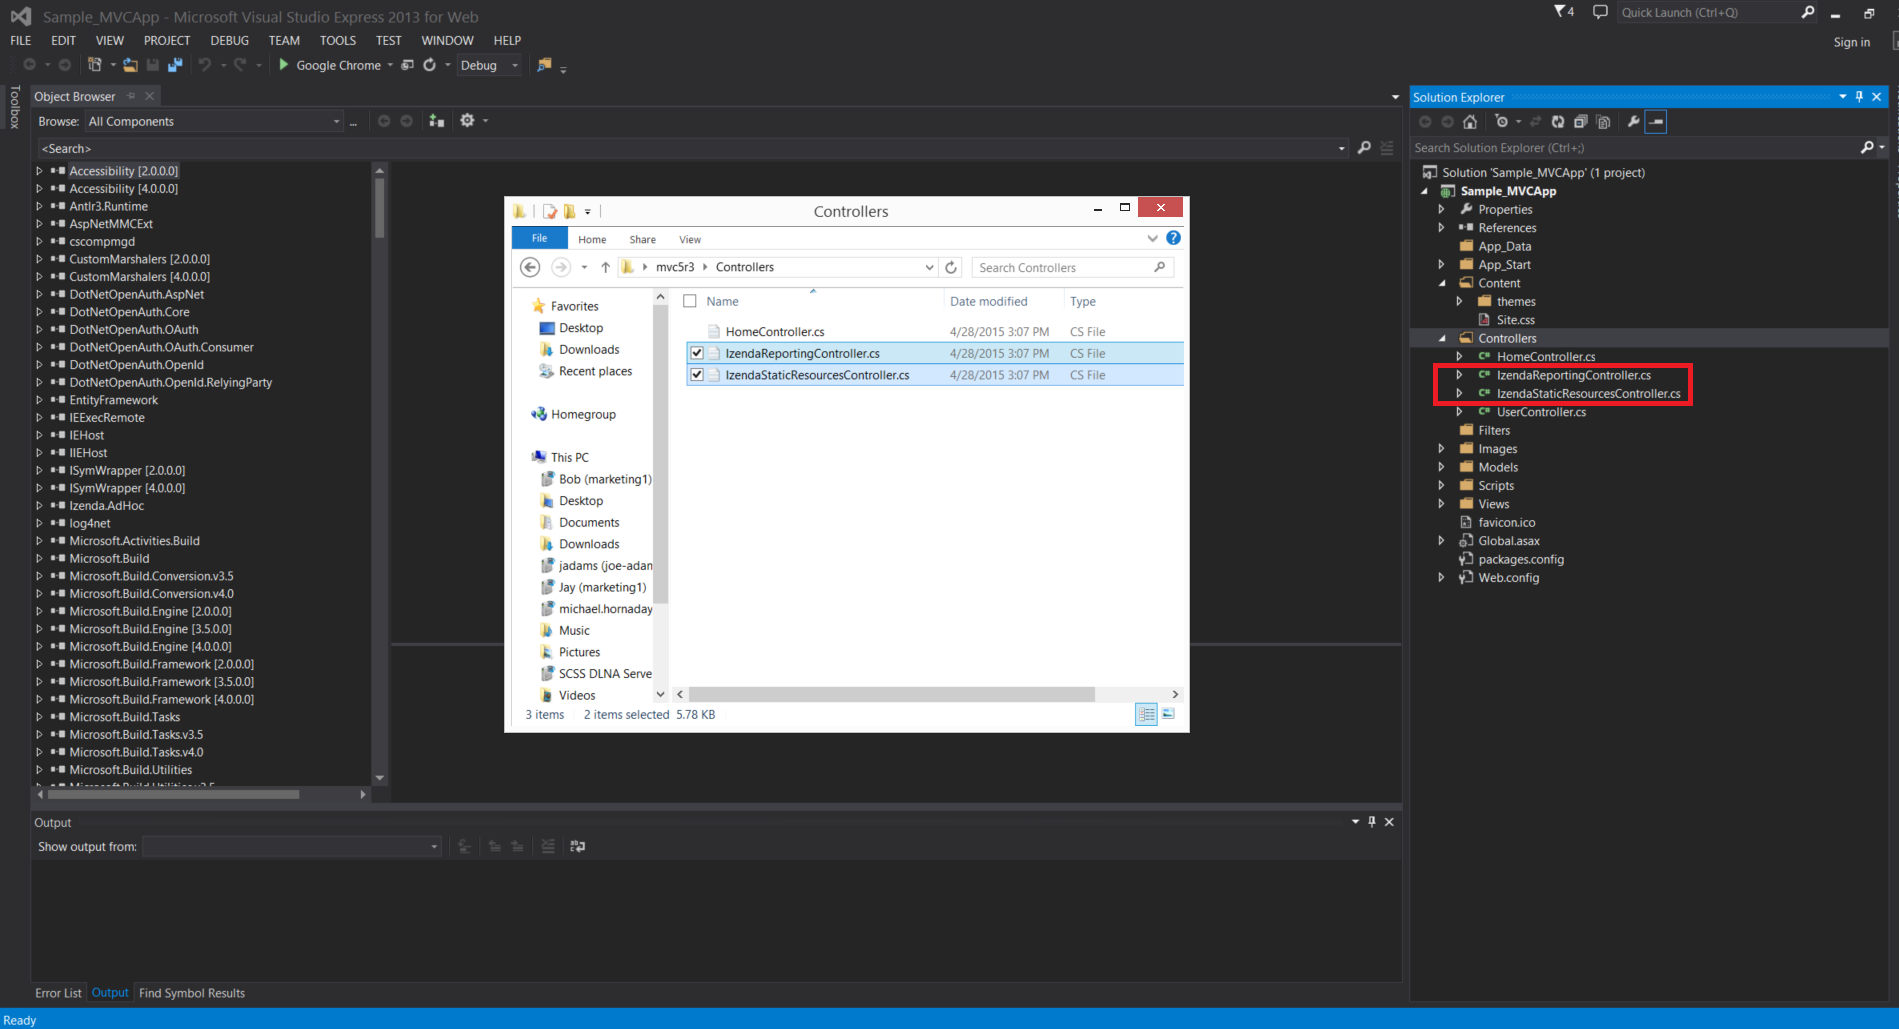 Sample_MVCApp - Microsoft Visual Studio Express 2013 for Web
4
Quick Launch (Ctrl+Q)
FILE EDIT VIEW PROJECT DEBUG TEAM TOOLS TEST WINDOW HELP
Sign in
Google Chrome
Debug
Toolbox
Object Browser
Browse: All Components
...
<Search>
Accessibility [2.0.0.0]
Accessibility [4.0.0.0]
Antlr3.Runtime
AspNetMMCExt
cscompmgd
CustomMarshalers [2.0.0.0]
CustomMarshalers [4.0.0.0]
DotNetOpenAuth.AspNet
DotNetOpenAuth.Core
DotNetOpenAuth.OAuth
DotNetOpenAuth.OAuth.Consumer
DotNetOpenAuth.OpenId
DotNetOpenAuth.OpenId.RelyingParty
EntityFramework
IEExecRemote
IEHost
IIEHost
ISymWrapper [2.0.0.0]
ISymWrapper [4.0.0.0]
Izenda.AdHoc
log4net
Microsoft.Activities.Build
Microsoft.Build
Microsoft.Build.Conversion.v3.5
Microsoft.Build.Conversion.v4.0
Microsoft.Build.Engine [2.0.0.0]
Microsoft.Build.Engine [3.5.0.0]
Microsoft.Build.Engine [4.0.0.0]
Microsoft.Build.Framework [2.0.0.0]
Microsoft.Build.Framework [3.5.0.0]
Microsoft.Build.Framework [4.0.0.0]
Microsoft.Build.Tasks
Microsoft.Build.Tasks.v3.5
Microsoft.Build.Tasks.v4.0
Microsoft.Build.Utilities
Controllers
File Home Share View
mvc5r3 Controllers
Search Controllers
Favorites
Desktop
Downloads
Recent places
Homegroup
This PC
Bob (marketing1)
Desktop
Documents
Downloads
jadams (joe-adan
Jay (marketing1)
michael.hornaday
Music
Pictures
SCSS DLNA Serve
Videos
Name Date modified Type
HomeController.cs 4/28/2015 3:07 PM CS File
IzendaReportingController.cs 4/28/2015 3:07 PM CS File
IzendaStaticResourcesController.cs 4/28/2015 3:07 PM CS File
3 items 2 items selected 5.78 KB
Solution Explorer
Search Solution Explorer (Ctrl+;)
Solution 'Sample_MVCApp' (1 project)
Sample_MVCApp
Properties
References
App_Data
App_Start
Content
themes
Site.css
Controllers
HomeController.cs
IzendaReportingController.cs
IzendaStaticResourcesController.cs
UserController.cs
Filters
Images
Models
Scripts
Views
favicon.ico
Global.asax
packages.config
Web.config
Output
Show output from:
Error List Output Find Symbol Results
Ready